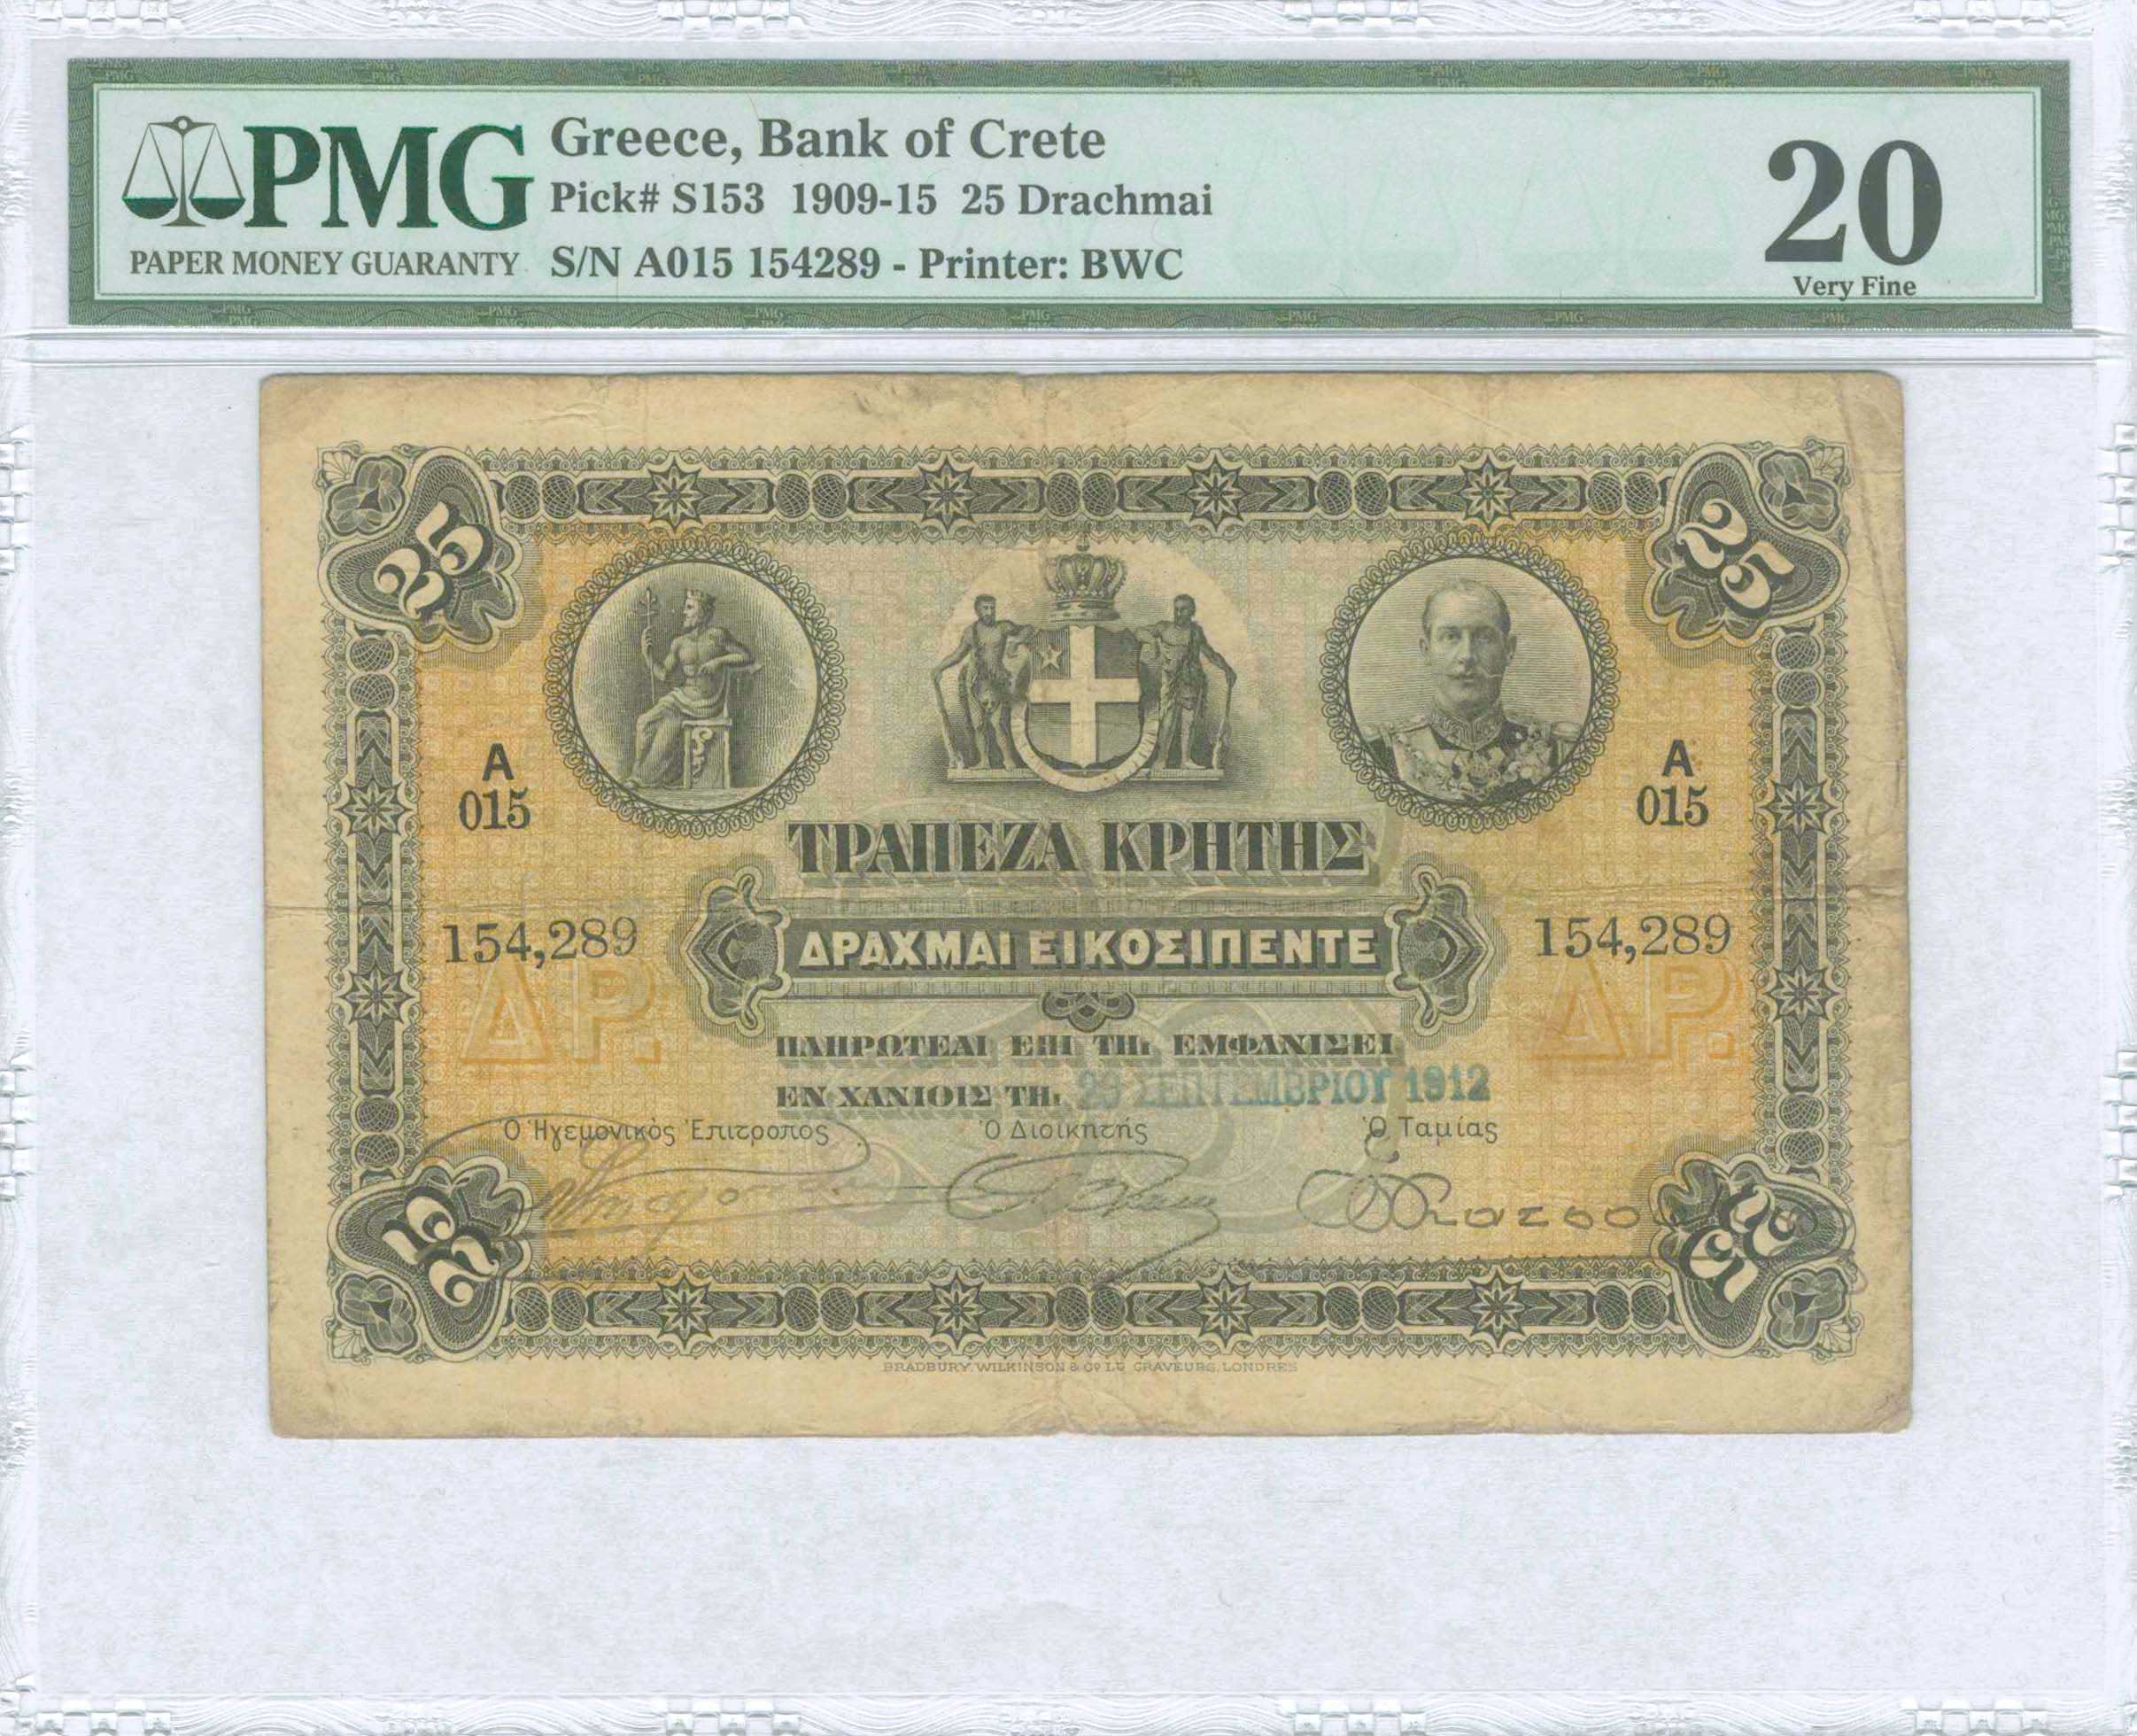 PMG
PAPER MONEY GUARANTY
Greece, Bank of Crete
Pick# S153 1909-15 25 Drachmai
S/N A015 154289 - Printer: BWC
20
Very Fine
25
25
A
015
A
015
ΤΡΑΠΕΖΑ ΚΡΗΤΗΣ
154,289
ΔΡΑΧΜΑΙ ΕΙΚΟΣΙΠΕΝΤΕ
154,289
ΔΡ.
ΔΡ.
ΠΛΗΡΩΤΕΑΙ ΕΠΙ ΤΗι ΕΜΦΑΝΙΣΕΙ
ΕΝ ΧΑΝΙΟΙΣ ΤΗι ΣΕΠΤΕΜΒΡΙΟΥ 1912
Ὁ Ἡγεμονικὸς Ἐπίτροπος Ὁ Διοικητής Ὁ Ταμίας
25
25
BRADBURY, WILKINSON & Cº Lᴰ GRAVEURS, LONDRES